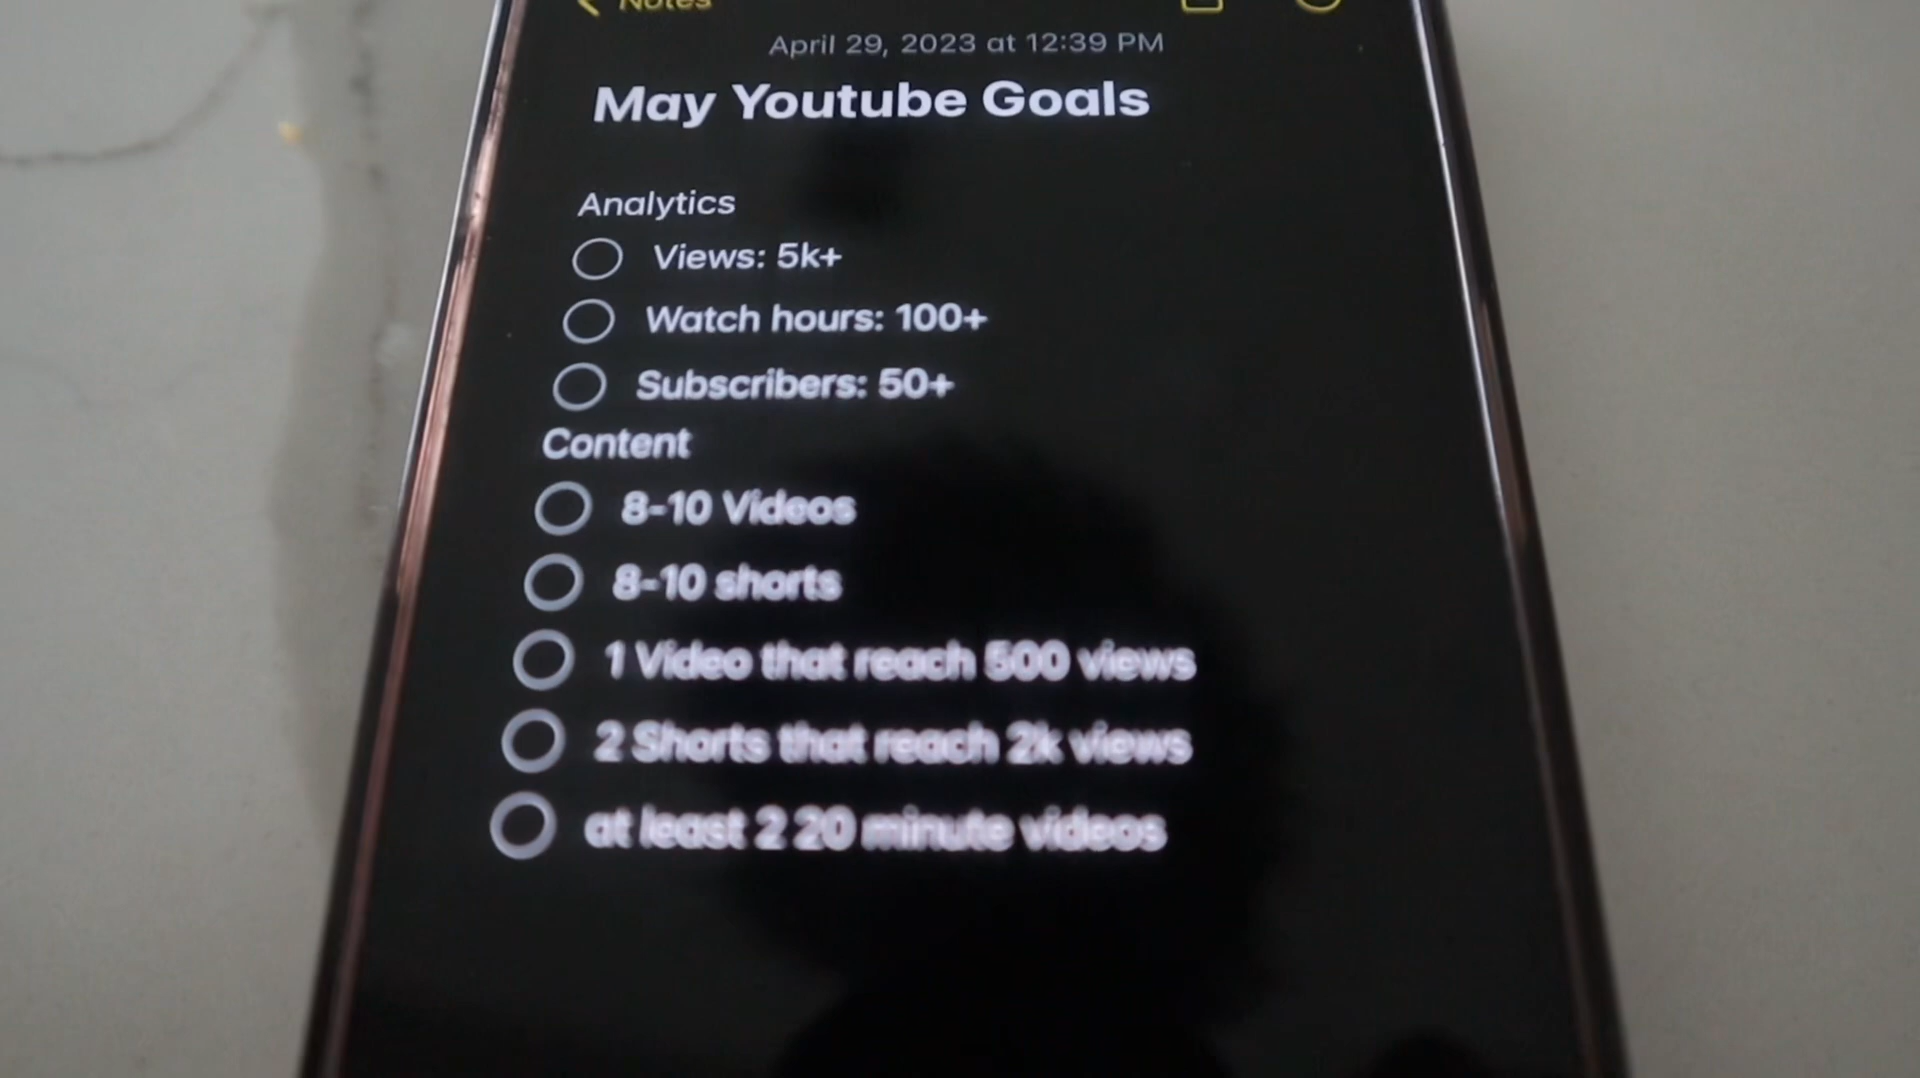 Notes
April 29, 2023 at 12:39 PM
May Youtube Goals
Analytics
Views: 5k+
Watch hours: 100+
Subscribers: 50+
Content
8-10 Videos
8-10 shorts
1 Video that reach 500 views
2 Shorts that reach 2k views
at least 2 20 minute videos